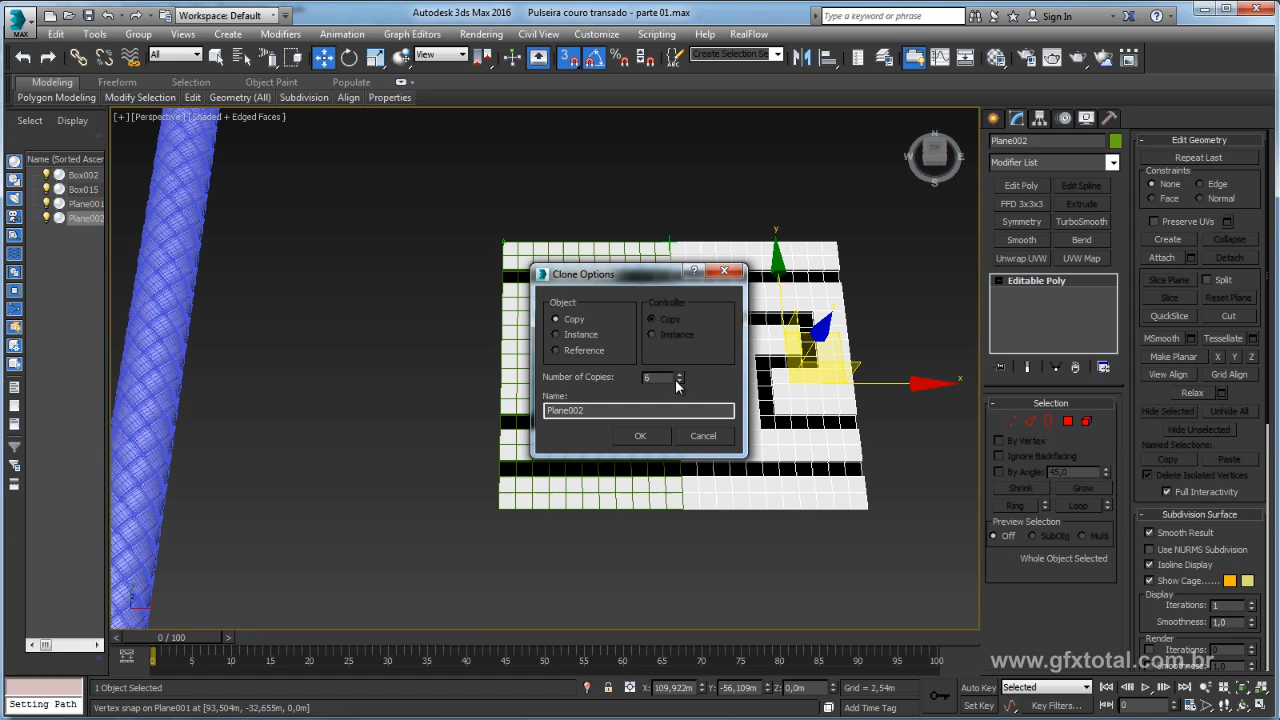 Workspace: Default
Autodesk 3ds Max 2016
Pulseira couro transado - parte 01.max
Type a keyword or phrase
Sign In
MAX
Edit
Tools
Group
Views
Create
Modifiers
Animation
Graph Editors
Rendering
Civil View
Customize
Scripting
Help
RealFlow
All
View
3
Create Selection Se
Modeling
Freeform
Selection
Object Paint
Populate
Polygon Modeling
Modify Selection
Edit
Geometry (All)
Subdivision
Align
Properties
Select
Display
Name (Sorted Ascen
Box002
Box015
Plane001
Plane002
[ + ] [ Perspective ] [ Shaded + Edged Faces ]
N
W
TOP
E
S
y
z
x
Clone Options
Object
Copy
Instance
Reference
Controller
Copy
Instance
Number of Copies:
6
Name:
Plane002
OK
Cancel
Plane002
Modifier List
Edit Poly
Edit Spline
FFD 3x3x3
Extrude
Symmetry
TurboSmooth
Smooth
Bend
Unwrap UVW
UVW Map
Editable Poly
Selection
By Vertex
Ignore Backfacing
By Angle:
45,0
Shrink
Grow
Ring
Loop
Preview Selection
Off
SubObj
Multi
Whole Object Selected
Edit Geometry
Repeat Last
Constraints
None
Edge
Face
Normal
Preserve UVs
Create
Collapse
Attach
Detach
Slice Plane
Split
Slice
Reset Plane
QuickSlice
Cut
MSmooth
Tessellate
Make Planar
X
Y
Z
View Align
Grid Align
Relax
Hide Selected
Unhide All
Hide Unselected
Named Selections:
Copy
Paste
Delete Isolated Vertices
Full Interactivity
Subdivision Surface
Smooth Result
Use NURMS Subdivision
Isoline Display
Show Cage......
Display
Iterations:
1
Smoothness:
1,0
Render
Iterations:
0
Smoothness:
1,0
www.gfxtotal.com.br
0 / 100
0
5
10
15
20
25
30
35
40
45
50
55
60
65
70
75
80
85
90
95
100
1 Object Selected
X:
109,922m
Y:
-56,109m
Z:
0,0m
Grid = 2,54m
Auto Key
Selected
Setting Path
Vertex snap on Plane001 at [93,504m, -32,655m, 0,0m]
Add Time Tag
Set Key
Key Filters...
0